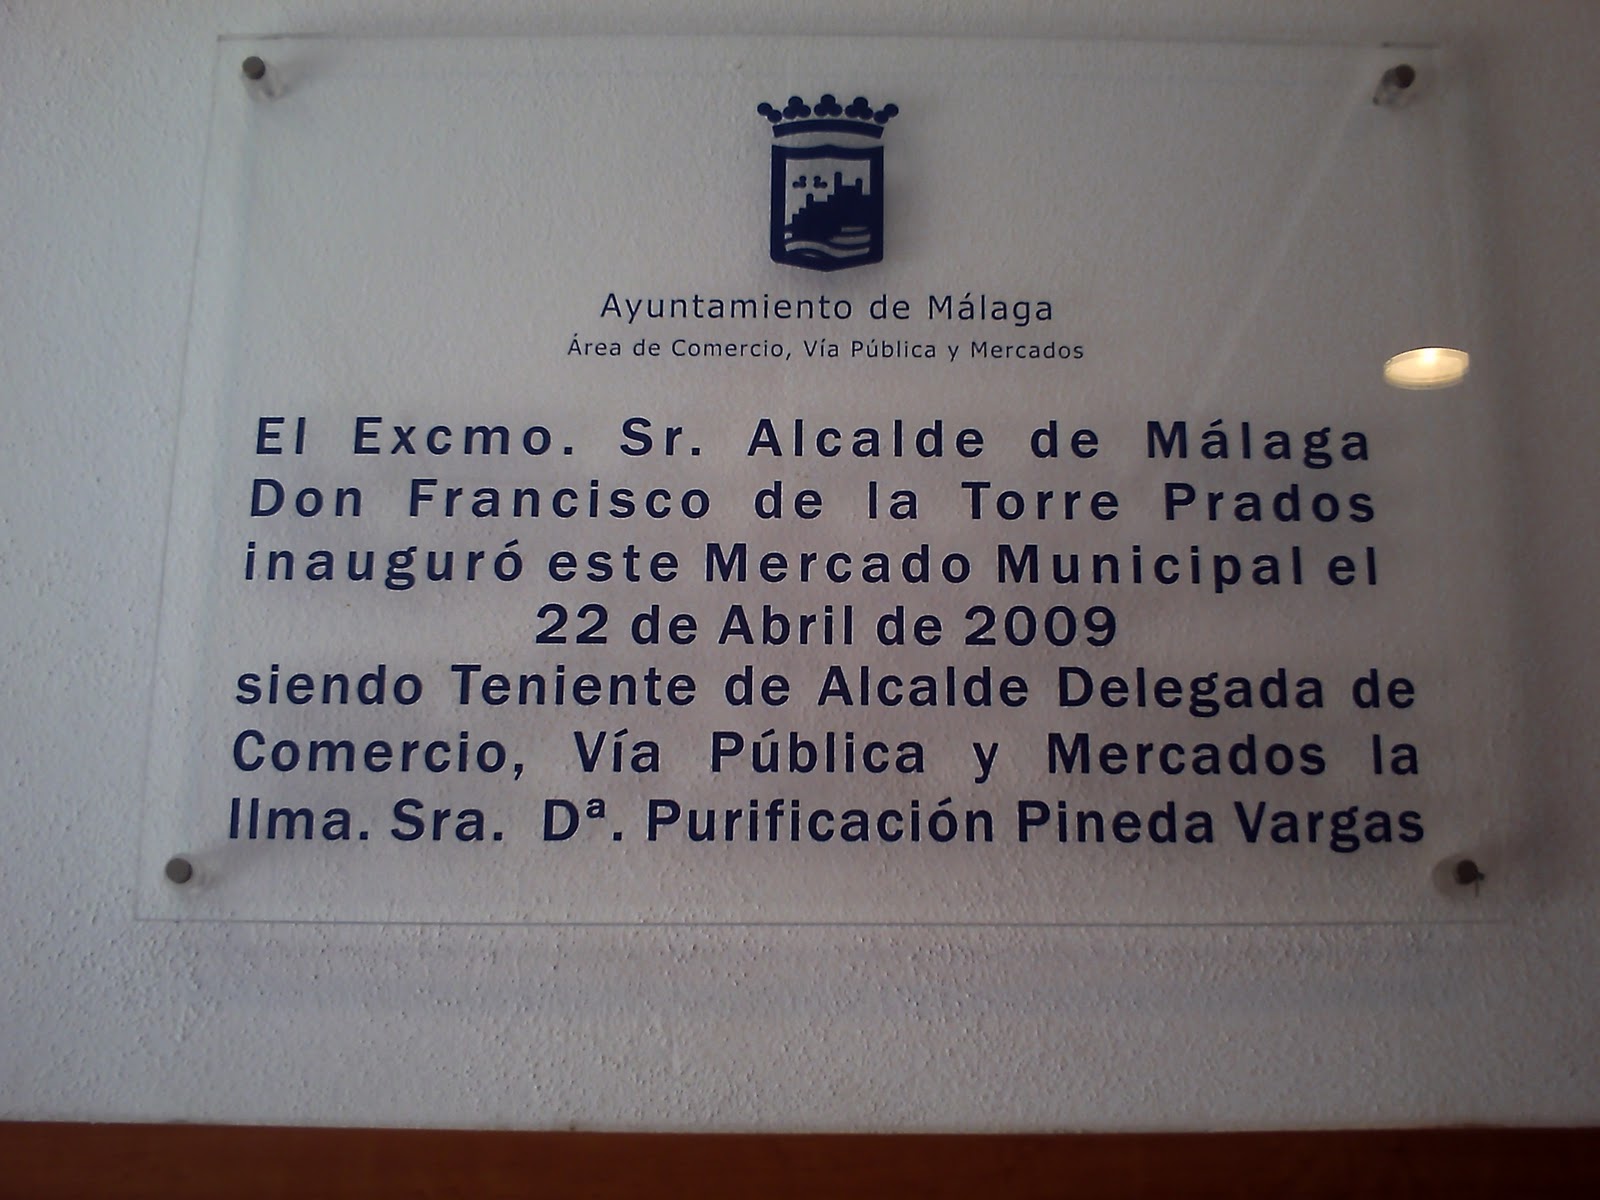 Ayuntamiento de Málaga
Área de Comercio, Vía Pública y Mercados
El Excmo. Sr. Alcalde de Málaga
Don Francisco de la Torre Prados
inauguró este Mercado Municipal el
22 de Abril de 2009
siendo Teniente de Alcalde Delegada de
Comercio, Vía Pública y Mercados la
Ilma. Sra. Dª. Purificación Pineda Vargas